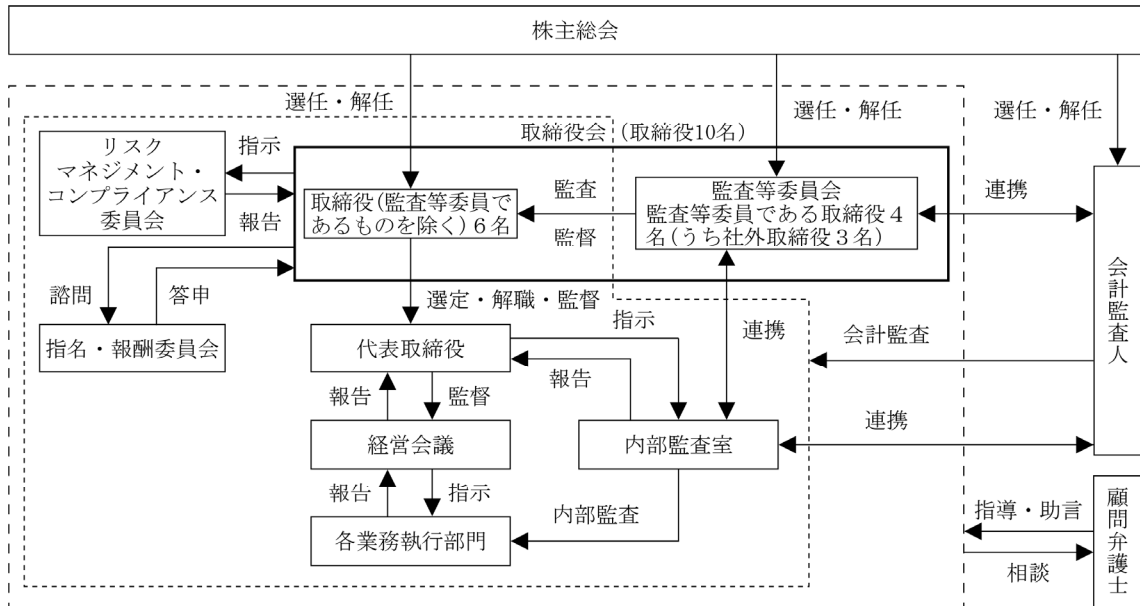 株主総会
選任・解任
選任・解任
選任・解任
取締役会（取締役10名）
リスク
マネジメント・
コンプライアンス
委員会
指示
報告
取締役（監査等委員で
あるものを除く）６名
監査
監督
監査等委員会
監査等委員である取締役４
名（うち社外取締役３名）
連携
会計監査人
諮問
答申
指名・報酬委員会
選定・解職・監督
指示
連携
会計監査
代表取締役
報告
報告
監督
経営会議
内部監査室
連携
報告
指示
内部監査
各業務執行部門
指導・助言
相談
顧問弁護士